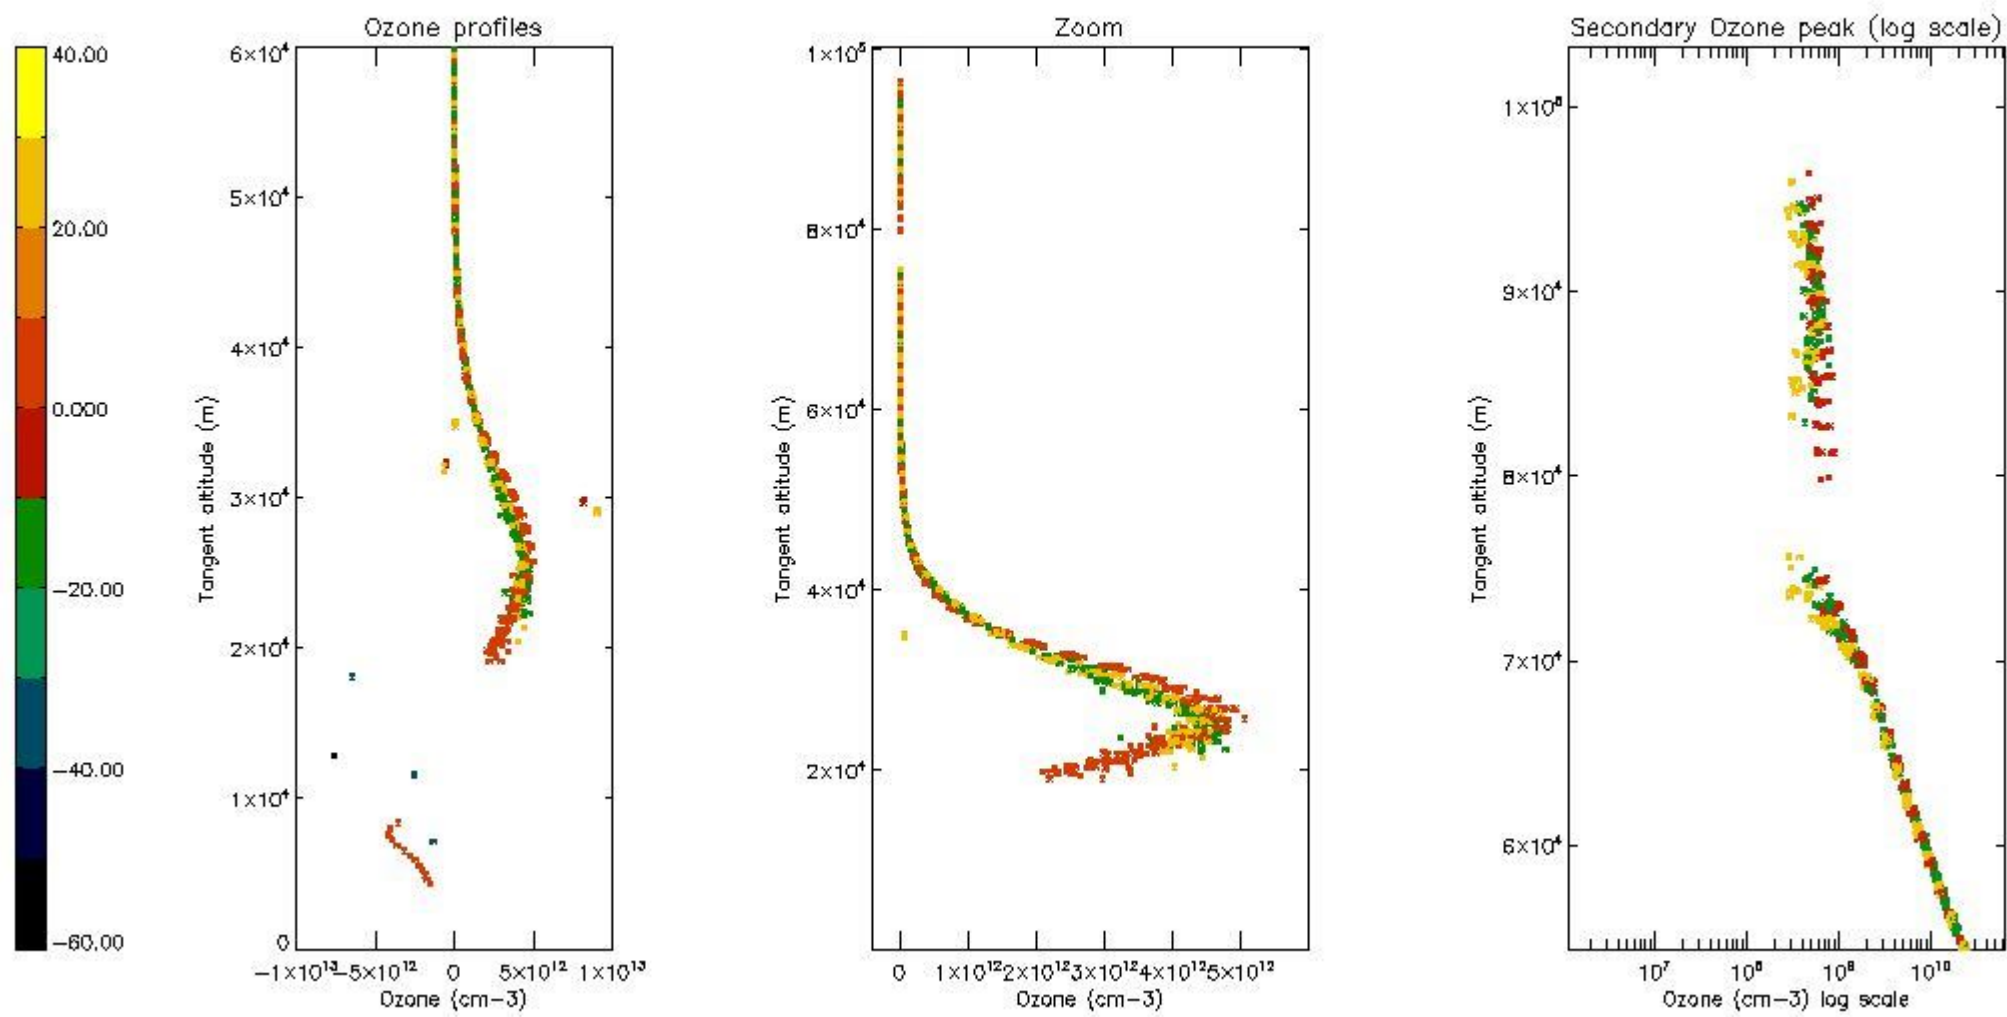 Ozone profiles
Zoom
Secondary Ozone peak (log scale)
40.00
20.00
0.000
−20.00
−40.00
−60.00
6×10⁴
5×10⁴
4×10⁴
3×10⁴
2×10⁴
1×10⁴
0
Tangent altitude (m)
−1×10¹³ −5×10¹² 0 5×10¹² 1×10¹³
Ozone (cm−3)
1×10⁵
8×10⁴
6×10⁴
4×10⁴
2×10⁴
Tangent altitude (m)
0 1×10¹² 2×10¹² 3×10¹² 4×10¹² 5×10¹²
Ozone (cm−3)
1×10⁵
9×10⁴
8×10⁴
7×10⁴
6×10⁴
Tangent altitude (m)
10⁷ 10⁸ 10⁹ 10¹⁰
Ozone (cm−3) log scale